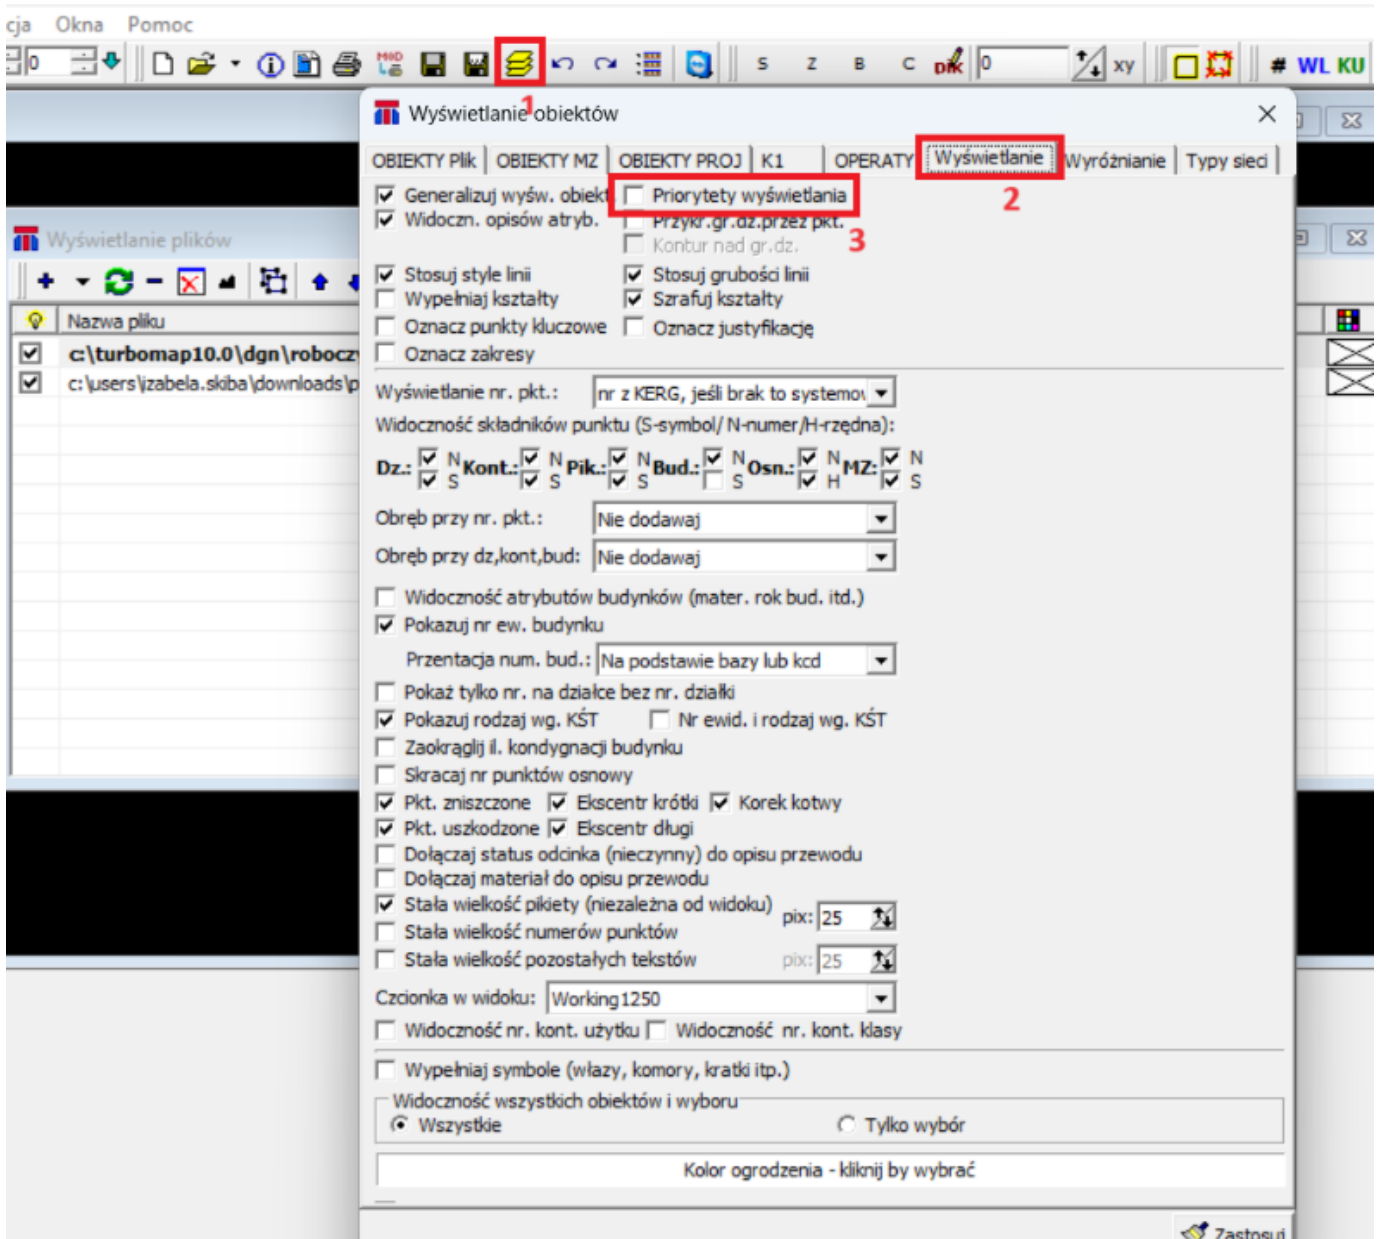 cja Okna Pomoc
0 S Z B C 0 xy # WL KU
1
Wyświetlanie obiektów
OBIEKTY Plik OBIEKTY MZ OBIEKTY PROJ K1 OPERATY Wyświetlanie Wyróżnianie Typy sieci
2
Generalizuj wyśw. obiekt. Priorytety wyświetlania
Widoczn. opisów atryb. Przykr.gr.dz.przez pkt.
3
Kontur nad gr.dz.
Wyświetlanie plików
Stosuj style linii Stosuj grubości linii
Wypełniaj kształty Szrafuj kształty
Nazwa pliku
Oznacz punkty kluczowe Oznacz justyfikację
c:\turbomap10.0\dgn\roboczy
Oznacz zakresy
c:\users\izabela.skiba\downloads\p
Wyświetlanie nr. pkt.: nr z KERG, jeśli brak to systemow
Widoczność składników punktu (S-symbol/ N-numer/H-rzędna):
Dz.: N Kont.: N Pik.: N Bud.: N Osn.: N MZ: N
S S S S H S
Obręb przy nr. pkt.: Nie dodawaj
Obręb przy dz,kont,bud: Nie dodawaj
Widoczność atrybutów budynków (mater. rok bud. itd.)
Pokazuj nr ew. budynku
Przentacja num. bud.: Na podstawie bazy lub kcd
Pokaż tylko nr. na działce bez nr. działki
Pokazuj rodzaj wg. KŚT Nr ewid. i rodzaj wg. KŚT
Zaokrąglij il. kondygnacji budynku
Skracaj nr punktów osnowy
Pkt. zniszczone Ekscentr krótki Korek kotwy
Pkt. uszkodzone Ekscentr długi
Dołączaj status odcinka (nieczynny) do opisu przewodu
Dołączaj materiał do opisu przewodu
Stała wielkość pikiety (niezależna od widoku) pix: 25
Stała wielkość numerów punktów
Stała wielkość pozostałych tekstów pix: 25
Czcionka w widoku: Working1250
Widoczność nr. kont. użytku Widoczność nr. kont. klasy
Wypełniaj symbole (włazy, komory, kratki itp.)
Widoczność wszystkich obiektów i wyboru
Wszystkie Tylko wybór
Kolor ogrodzenia - kliknij by wybrać
Zastosuj